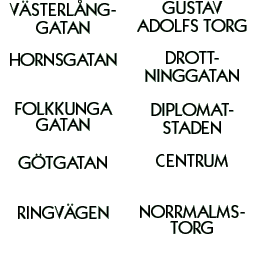 VÄSTERLÅNG-
GATAN
GUSTAV
ADOLFS TORG
HORNSGATAN
DROTT-
NINGGATAN
FOLKKUNGA
GATAN
DIPLOMAT-
STADEN
GÖTGATAN
CENTRUM
RINGVÄGEN
NORRMALMS-
TORG